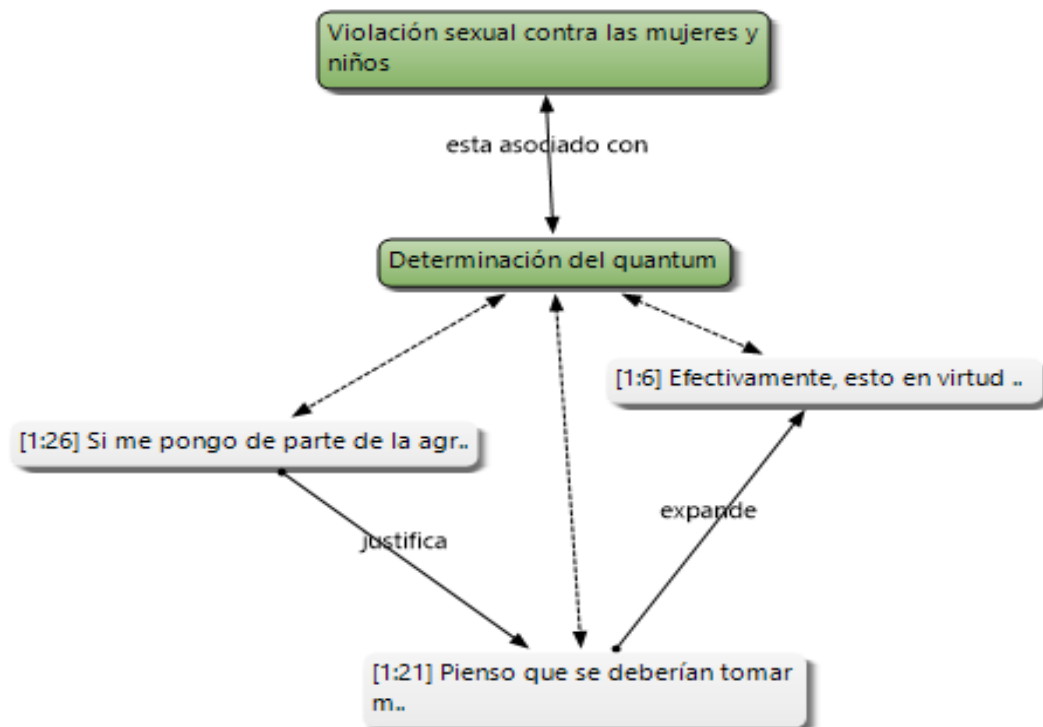 Violación sexual contra las mujeres y
niños
esta asociado con
Determinación del quantum
[1:6] Efectivamente, esto en virtud ..
[1:26] Si me pongo de parte de la agr..
expande
justifica
[1:21] Pienso que se deberían tomar
m..